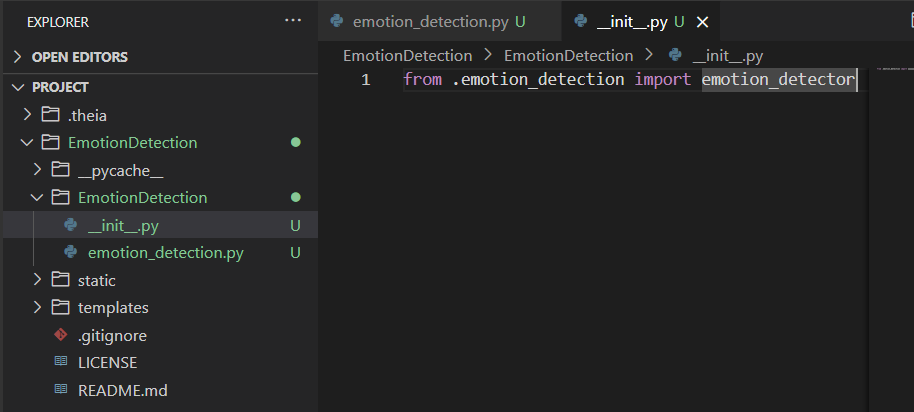 EXPLORER ...
OPEN EDITORS
PROJECT
.theia
EmotionDetection
__pycache__
EmotionDetection
__init__.py U
emotion_detection.py U
static
templates
.gitignore
LICENSE
README.md
emotion_detection.py U __init__.py U
EmotionDetection > EmotionDetection > __init__.py
1 from .emotion_detection import emotion_detector